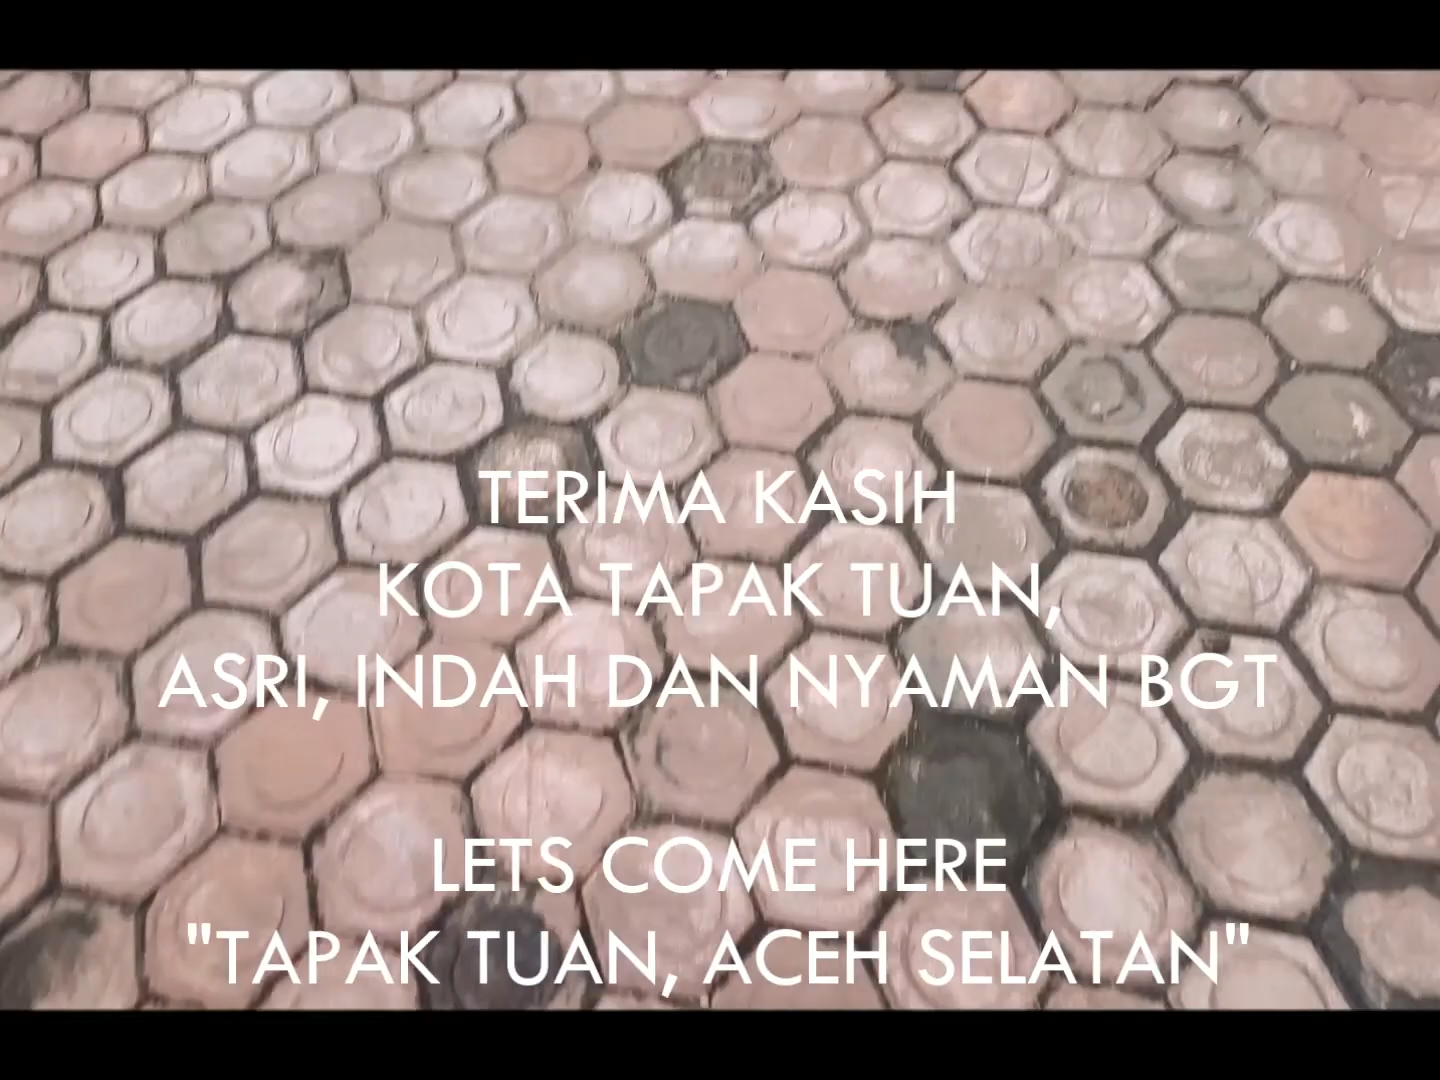 TERIMA KASIH
KOTA TAPAK TUAN,
ASRI, INDAH DAN NYAMAN BGT
LETS COME HERE
"TAPAK TUAN, ACEH SELATAN"